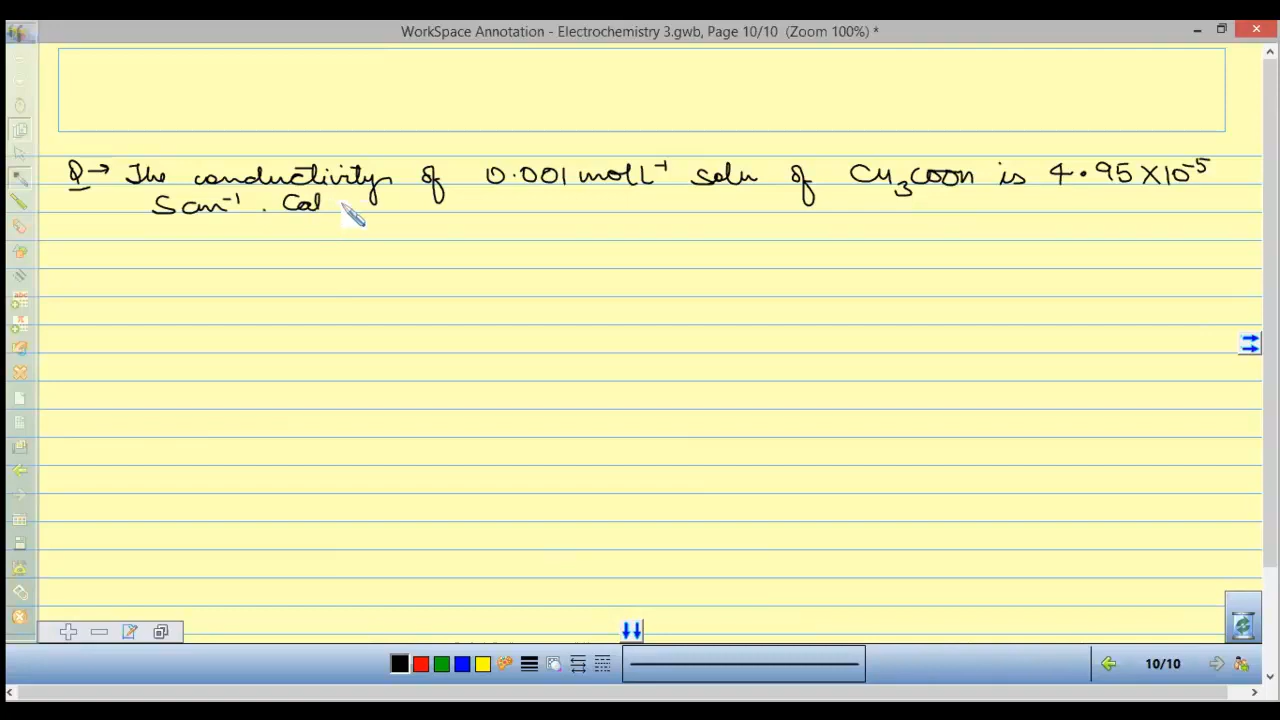 WorkSpace Annotation - Electrochemistry 3.gwb, Page 10/10 (Zoom 100%) *
Q→ The conductivity of 0.001 mol L⁻¹ soln of CH₃COOH is 4.95 X 10⁻⁵
S cm⁻¹. Cal
10/10